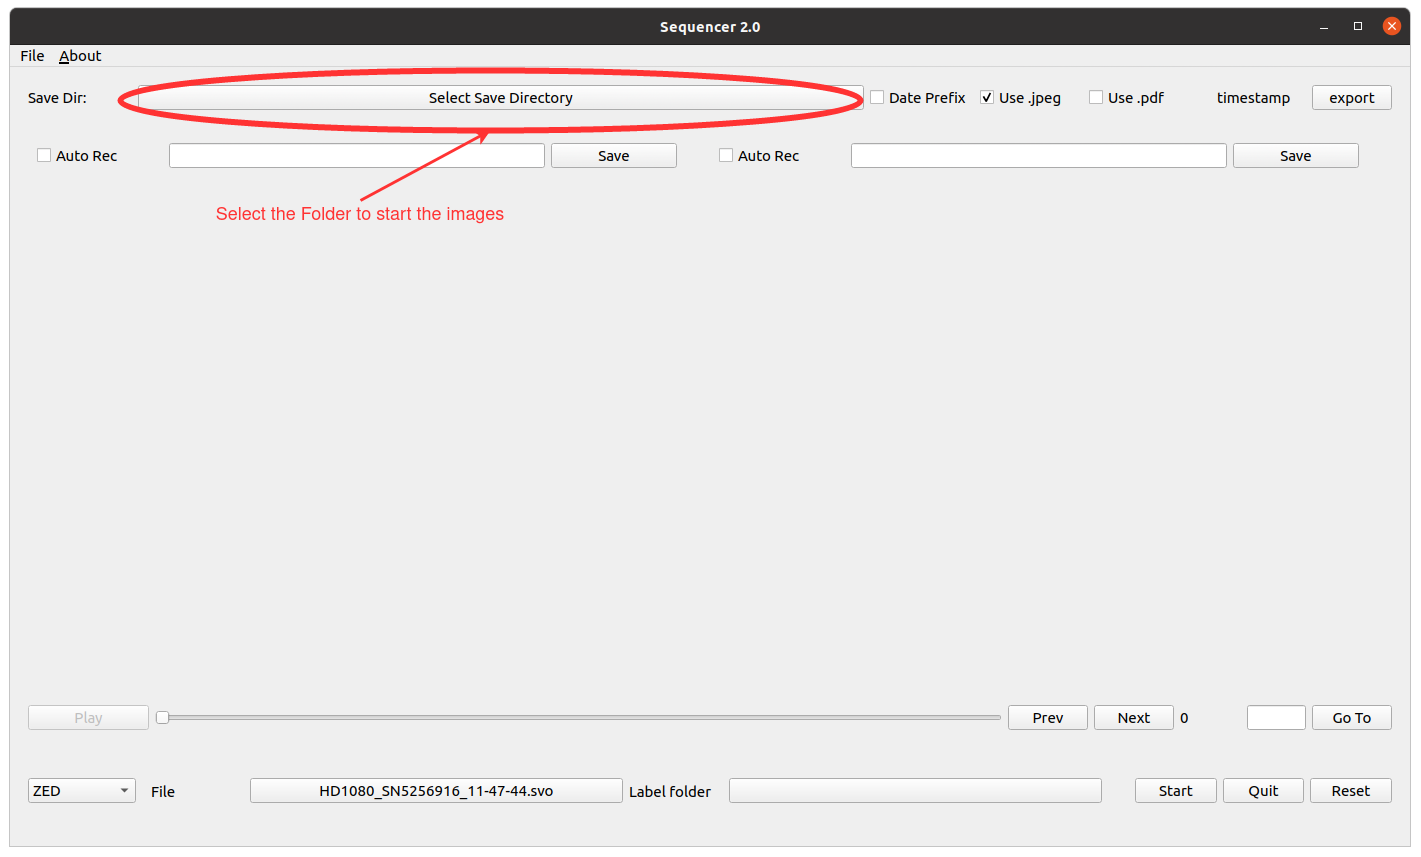 Sequencer 2.0
File About
Save Dir: Select Save Directory Date Prefix Use .jpeg Use .pdf timestamp export
Auto Rec Save Auto Rec Save
Select the Folder to start the images
Play Prev Next 0 Go To
ZED File HD1080_SN5256916_11-47-44.svo Label folder Start Quit Reset